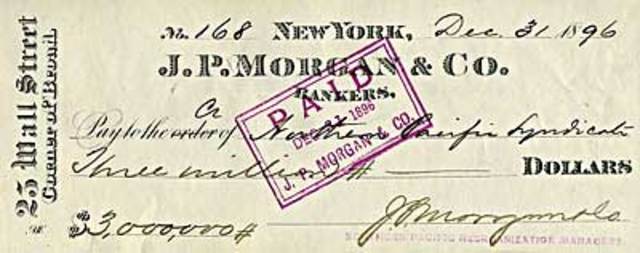 No. 168 NEW YORK, Dec. 31 1896
J. P. MORGAN & CO.
BANKERS,
Cr
Pay to the order of Northern Pacific Syndicate
Three million # DOLLARS
$3,000,000 # J. P. Morgan & Co
NORTHERN PACIFIC REORGANIZATION MANAGERS.
23 Wall Street
Corner of Broad
PAID
DEC 1896
J. P. MORGAN & CO.